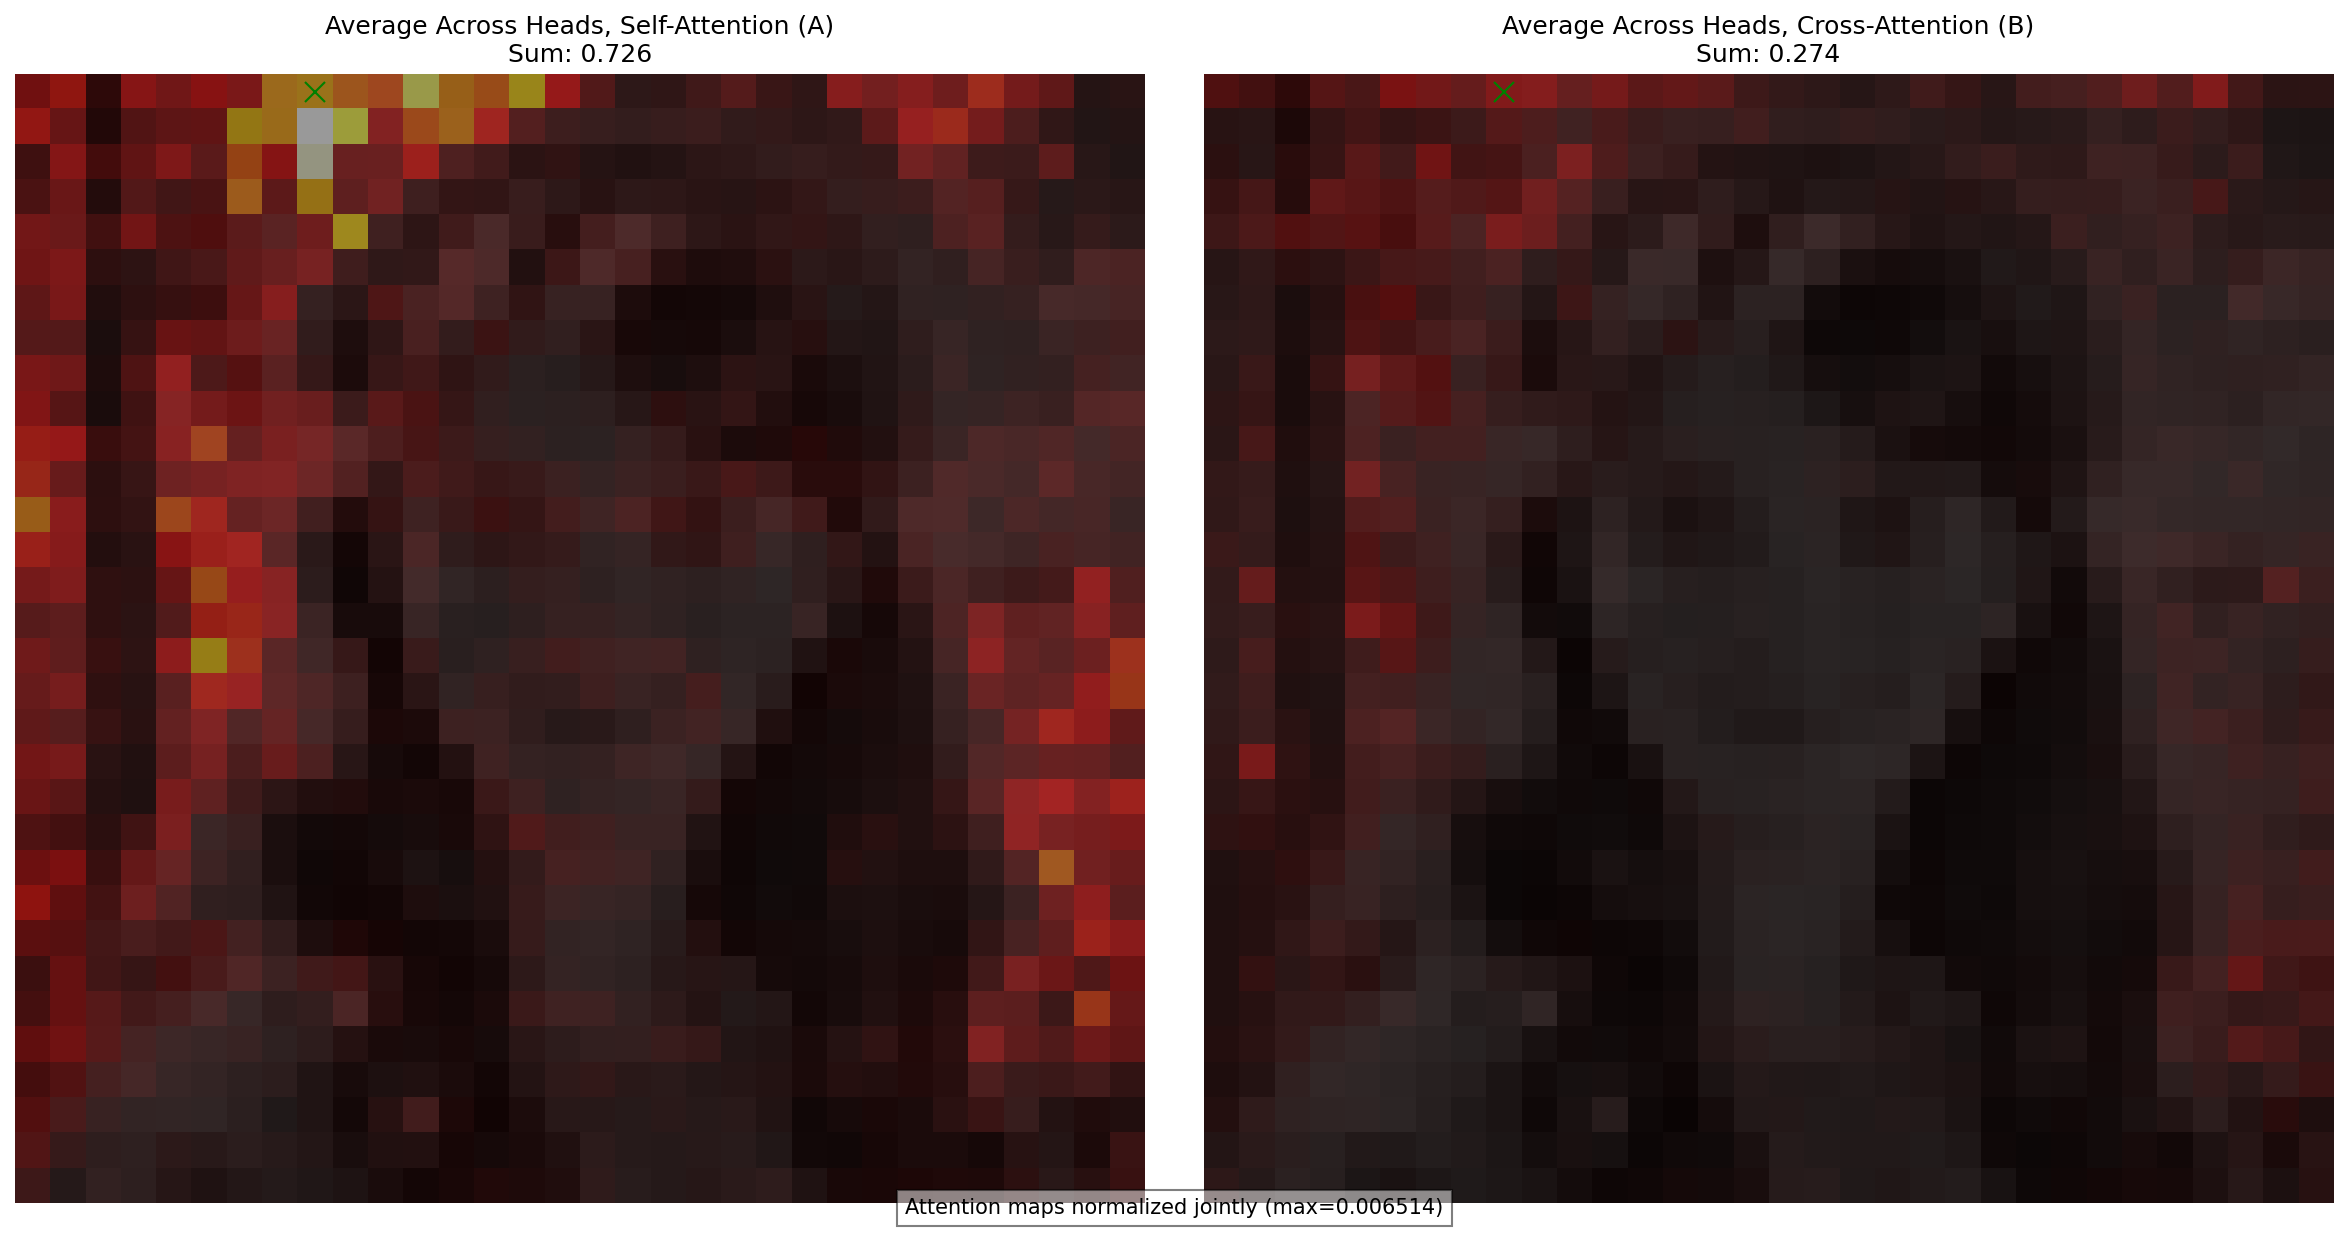 Average Across Heads, Self-Attention (A)
Sum: 0.726
Average Across Heads, Cross-Attention (B)
Sum: 0.274
Attention maps normalized jointly (max=0.006514)